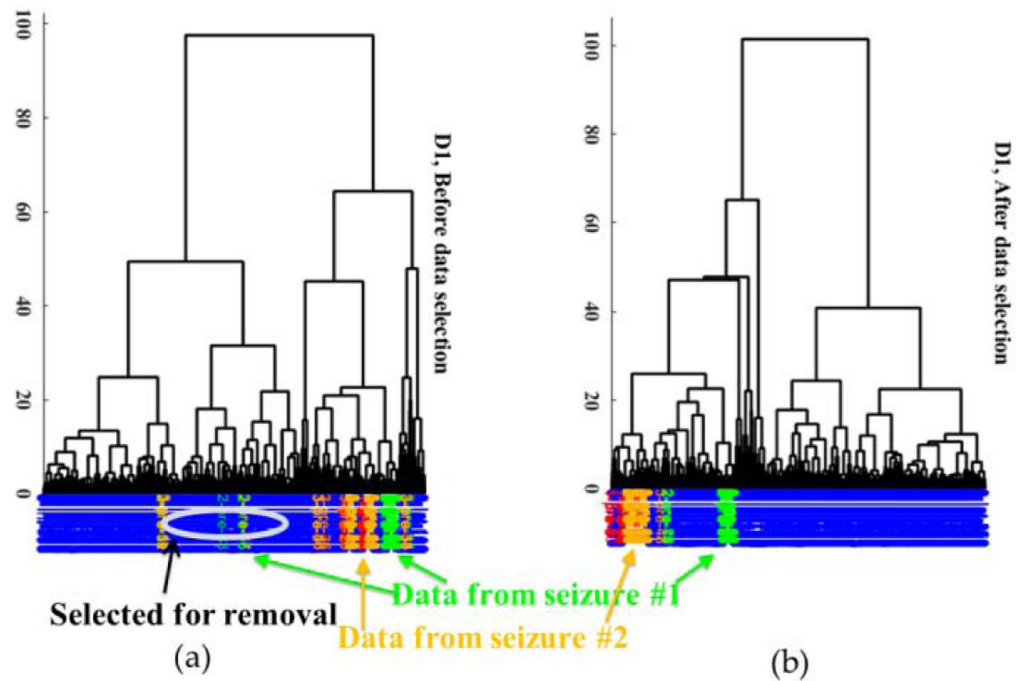 100
80
60
40
20
0
D1, Before data selection
100
80
60
40
20
0
D1, After data selection
Data from seizure #1
Selected for removal
Data from seizure #2
(a)
(b)